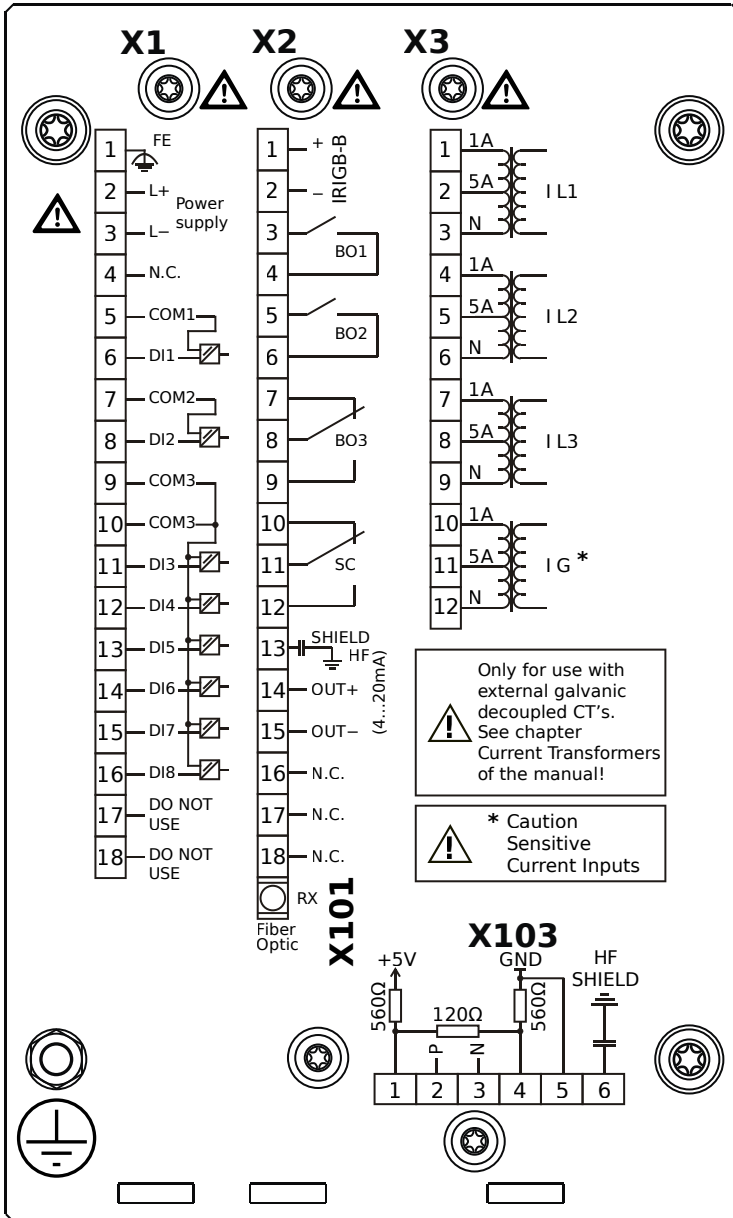 X1
X2
X3
1 FE
2 L+
Power
supply
3 L−
4 N.C.
5 COM1
6 DI1
7 COM2
8 DI2
9 COM3
10 COM3
11 DI3
12 DI4
13 DI5
14 DI6
15 DI7
16 DI8
17 DO NOT
USE
18 DO NOT
USE
1 +
IRIGB-B
2 −
3
BO1
4
5
BO2
6
7
8 BO3
9
10
11 SC
12
13 SHIELD
HF
14 OUT+
(4...20mA)
15 OUT−
16 N.C.
17 N.C.
18 N.C.
RX
Fiber
Optic
X101
1 1A
2 5A I L1
3 N
4 1A
5 5A I L2
6 N
7 1A
8 5A I L3
9 N
10 1A
11 5A I G *
12 N
Only for use with
external galvanic
decoupled CT's.
See chapter
Current Transformers
of the manual!
* Caution
Sensitive
Current Inputs
X103
+5V
GND
HF
SHIELD
560Ω
120Ω
560Ω
P
N
1 2 3 4 5 6